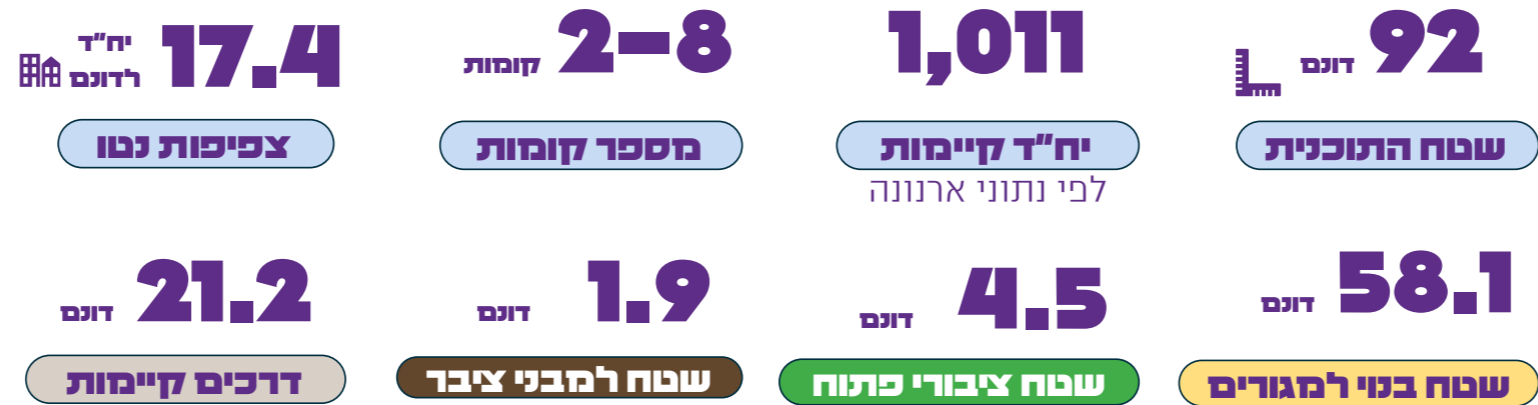 92 דונם
שטח התוכנית
1,011
יח"ד קיימות
לפי נתוני ארנונה
2-8 קומות
מספר קומות
17.4 יח"ד
לדונם
צפיפות נטו
58.1 דונם
שטח בנוי למגורים
4.5 דונם
שטח ציבורי פתוח
1.9 דונם
שטח למבני ציבר
21.2 דונם
דרכים קיימות